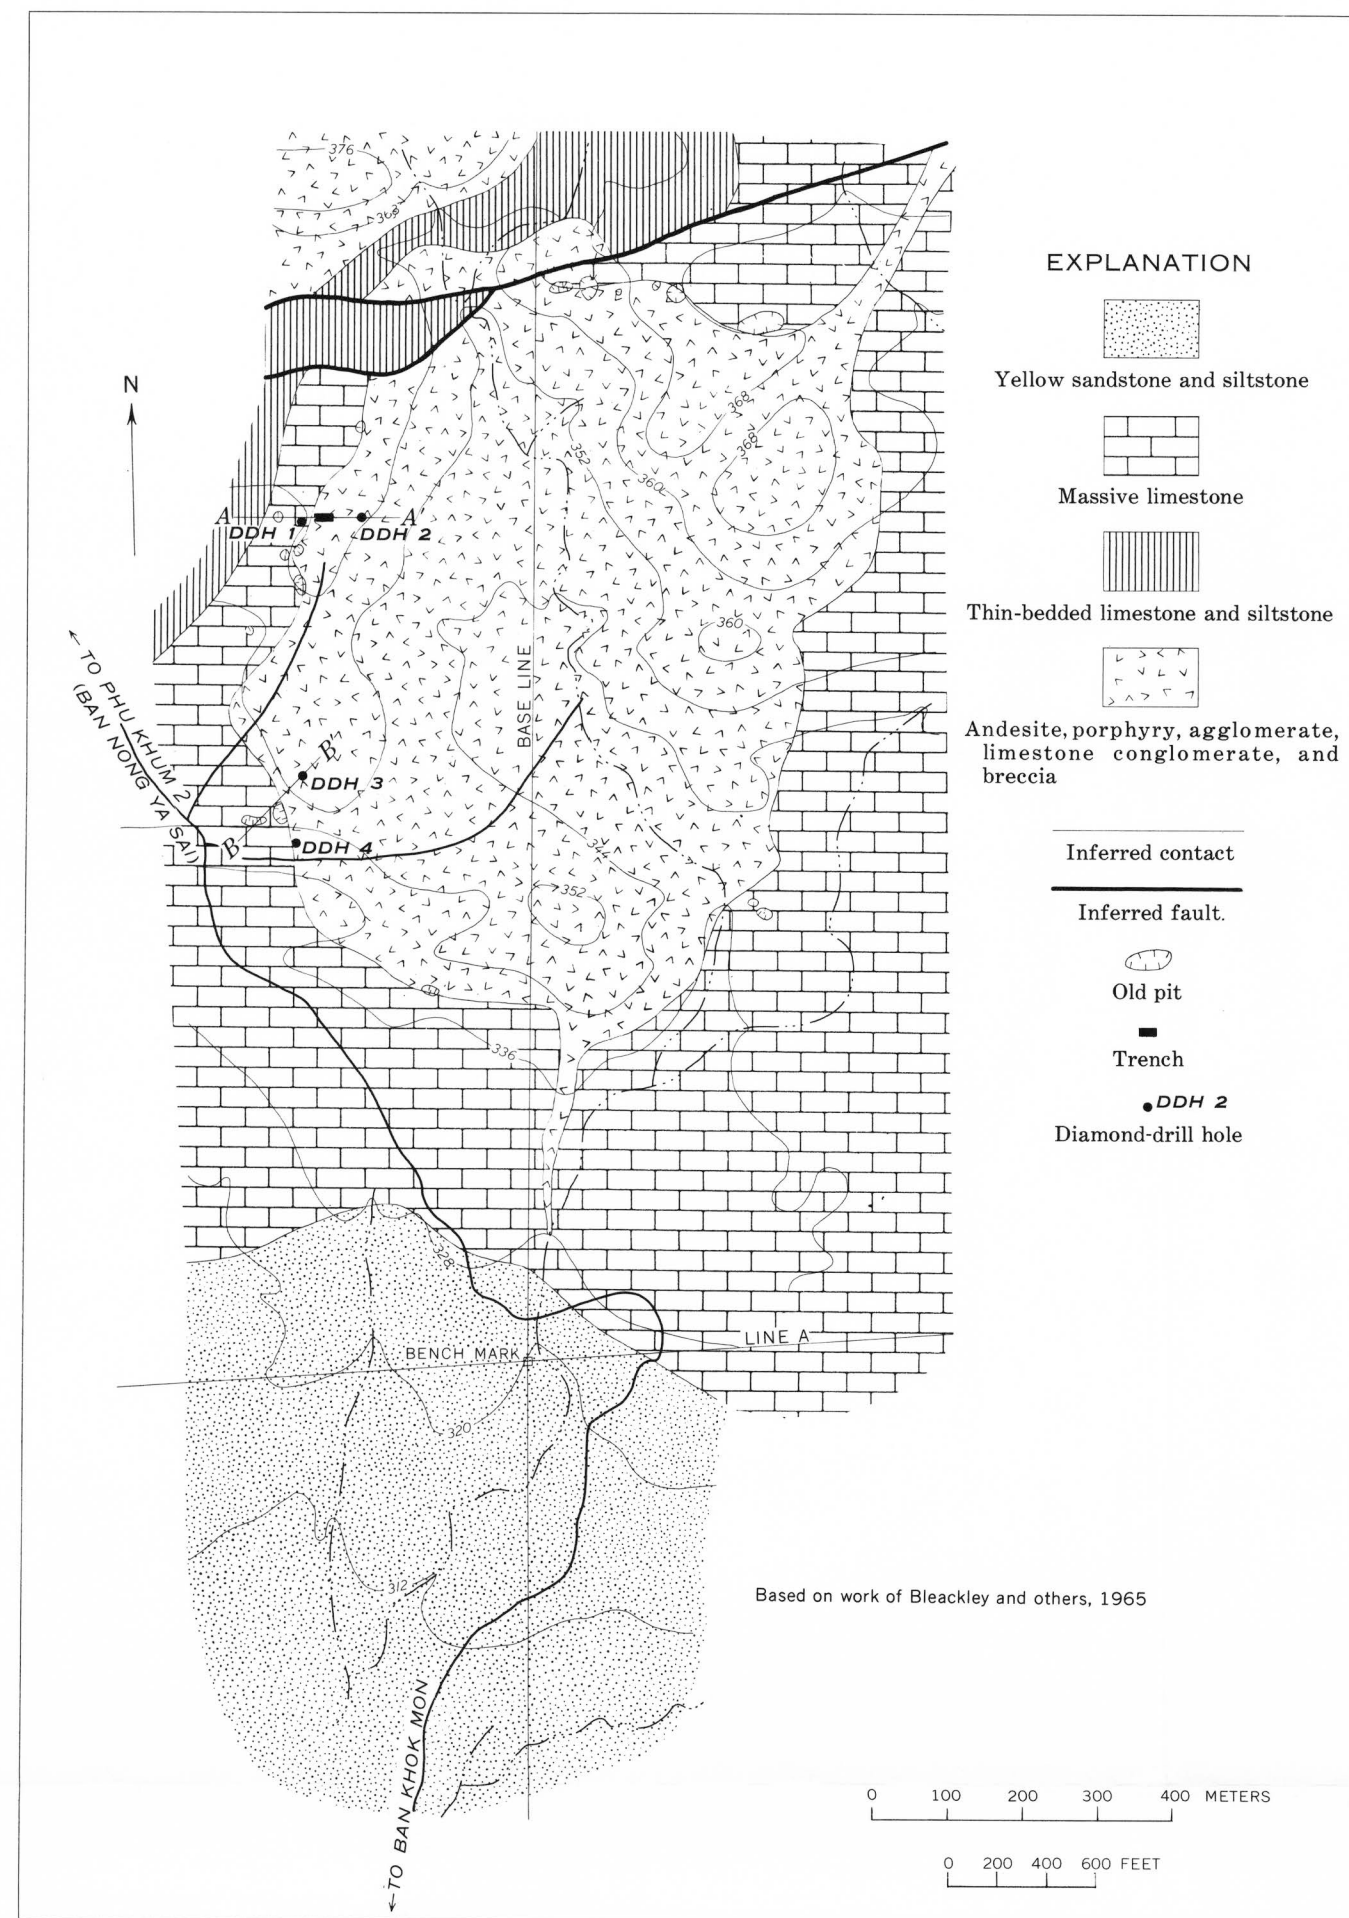 376
368
N
EXPLANATION
Yellow sandstone and siltstone
Massive limestone
Thin-bedded limestone and siltstone
Andesite, porphyry, agglomerate,
limestone conglomerate, and
breccia
Inferred contact
Inferred fault.
Old pit
Trench
DDH 2
Diamond-drill hole
368
368
352
360
A
A'
DDH 1
DDH 2
360
BASE LINE
← TO PHU KHUM 2
(BAN NONG YA SAI)
B'
DDH 3
B
DDH 4
344
352
336
328
LINE A
BENCH MARK
320
312
← TO BAN KHOK MON
Based on work of Bleackley and others, 1965
0 100 200 300 400 METERS
0 200 400 600 FEET